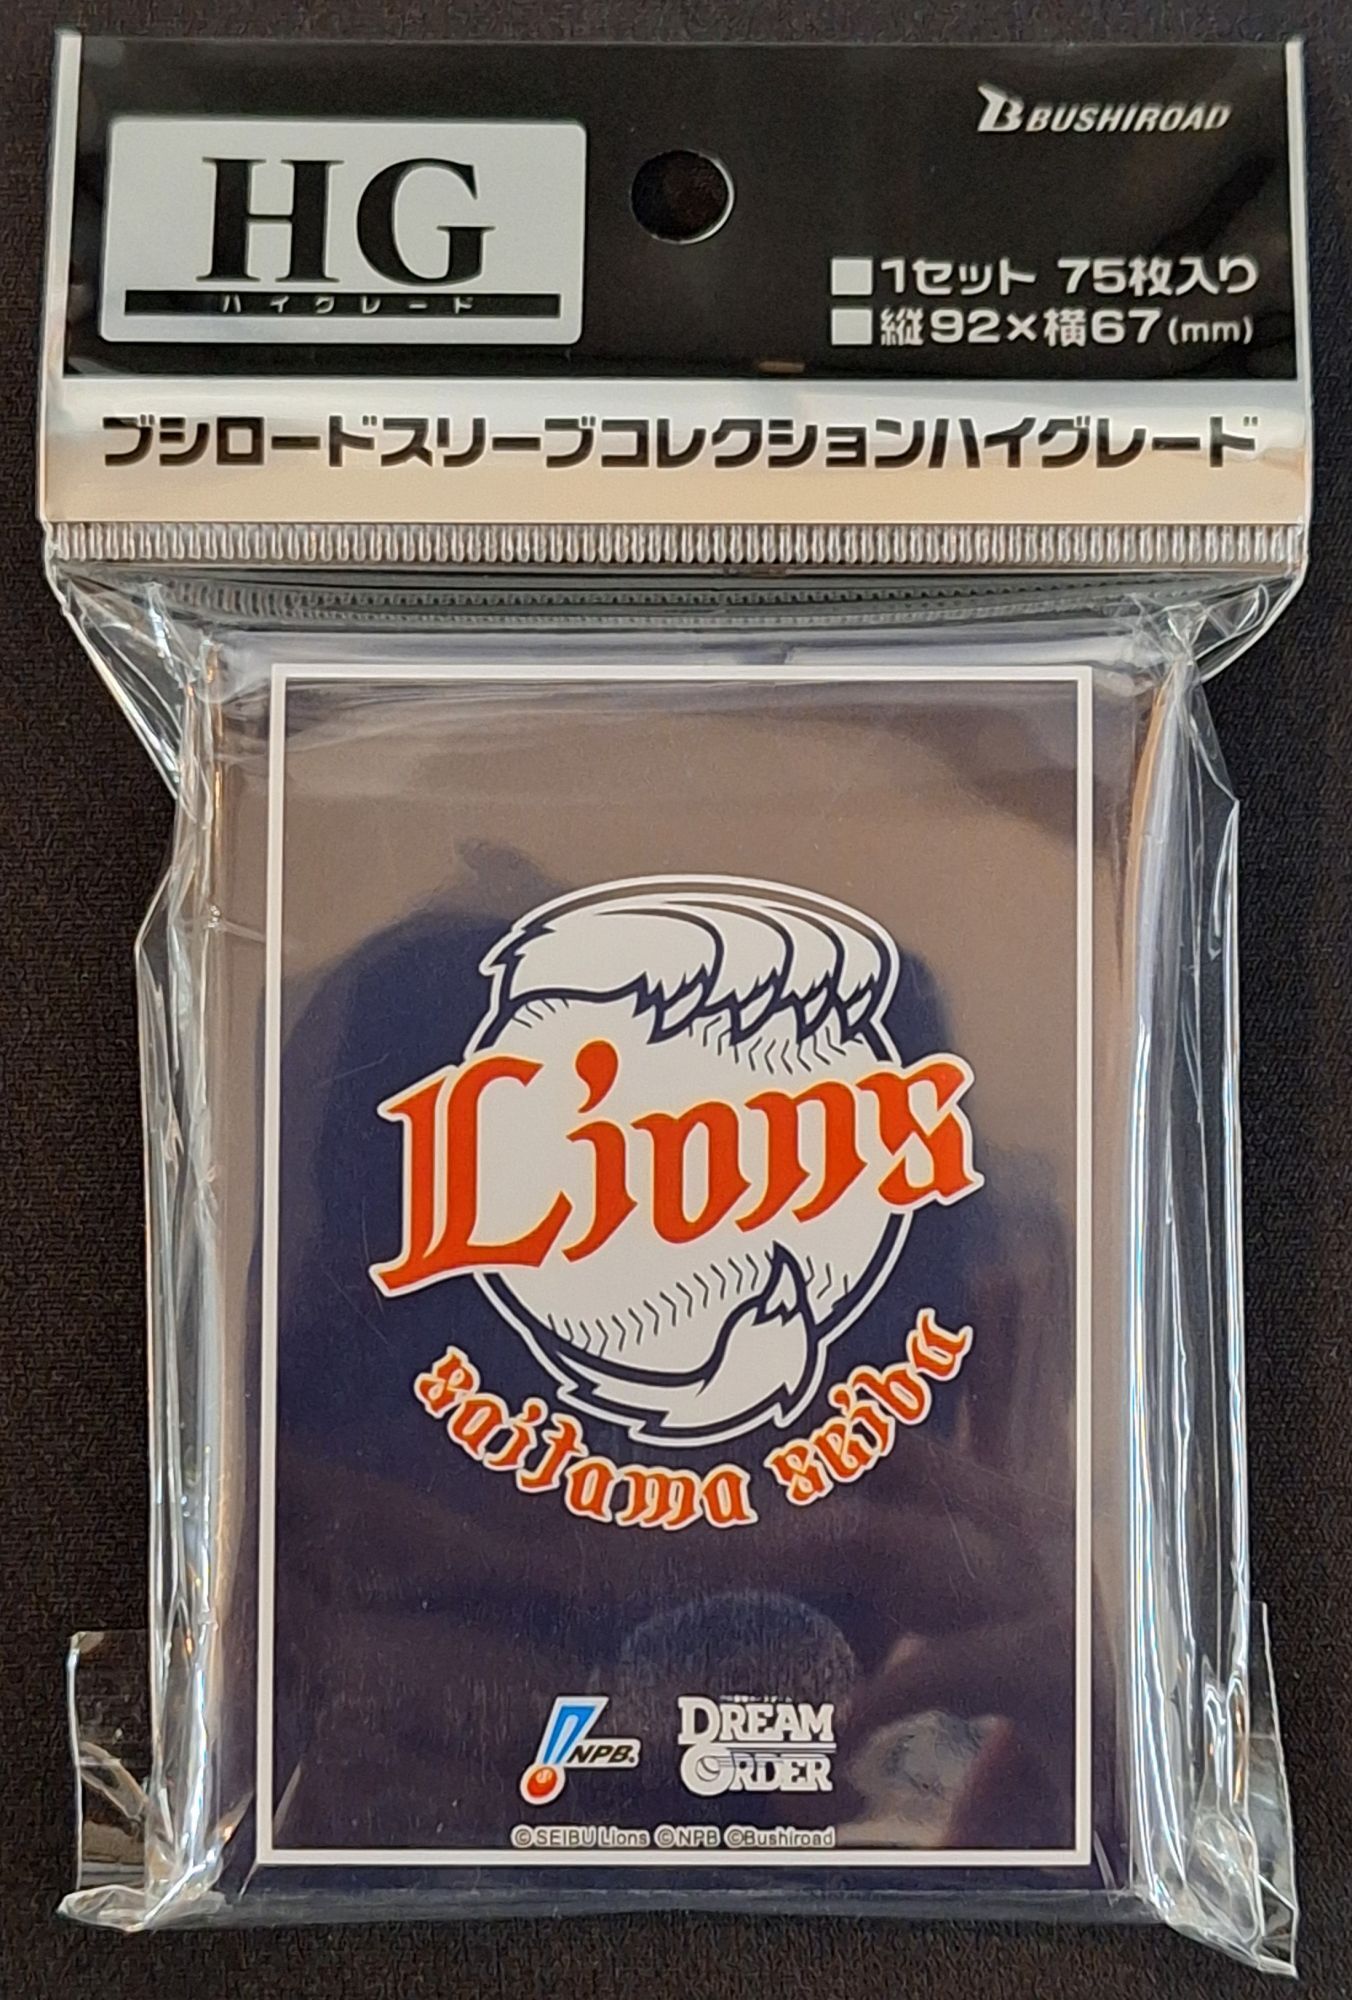 BUSHIROAD
HG
ハイグレード
■1セット 75枚入り
■縦92×横67(mm)
ブシロードスリーブコレクションハイグレード
Lions
saitama seibu
NPB.
DREAM
ORDER
©SEIBU Lions ©NPB ©Bushiroad